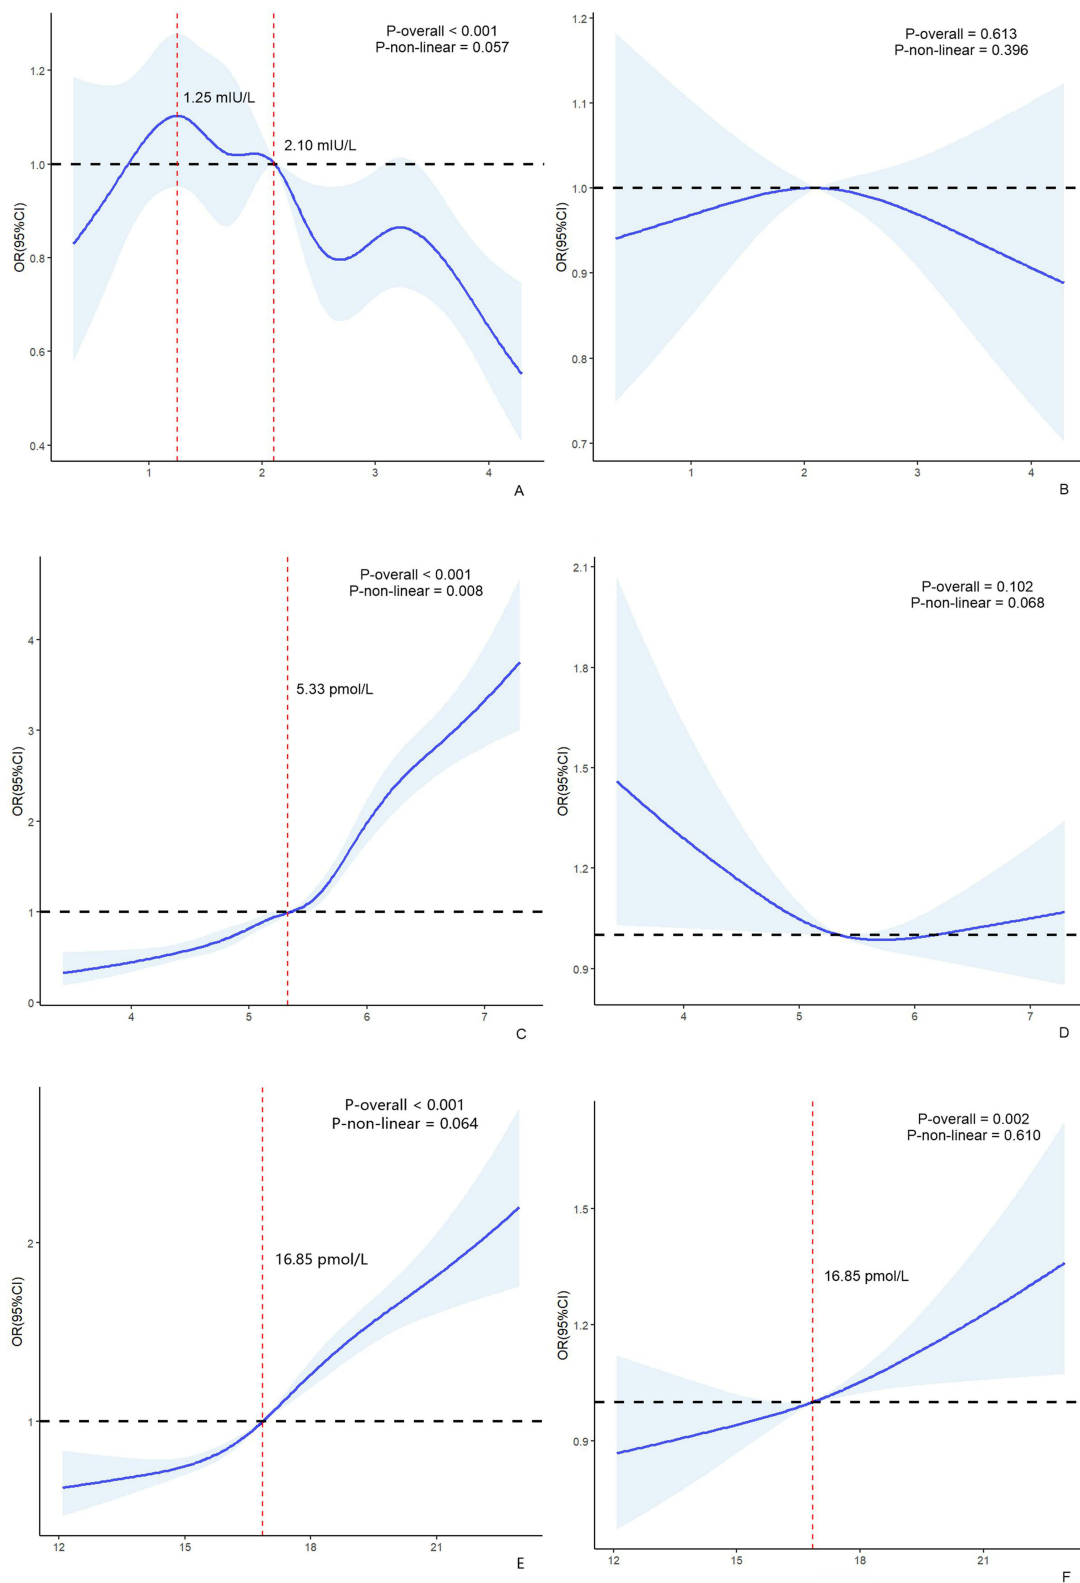 P-overall < 0.001
P-non-linear = 0.057
1.25 mIU/L
2.10 mIU/L
OR(95%CI)
1.2
1.0
0.8
0.6
0.4
1 2 3 4
A
P-overall = 0.613
P-non-linear = 0.396
OR(95%CI)
1.2
1.1
1.0
0.9
0.8
0.7
1 2 3 4
B
P-overall < 0.001
P-non-linear = 0.008
5.33 pmol/L
OR(95%CI)
4
3
2
1
0
4 5 6 7
C
P-overall = 0.102
P-non-linear = 0.068
OR(95%CI)
2.1
1.8
1.5
1.2
0.9
4 5 6 7
D
P-overall < 0.001
P-non-linear = 0.064
16.85 pmol/L
OR(95%CI)
2
1
12 15 18 21
E
P-overall = 0.002
P-non-linear = 0.610
16.85 pmol/L
OR(95%CI)
1.5
1.2
0.9
12 15 18 21
F